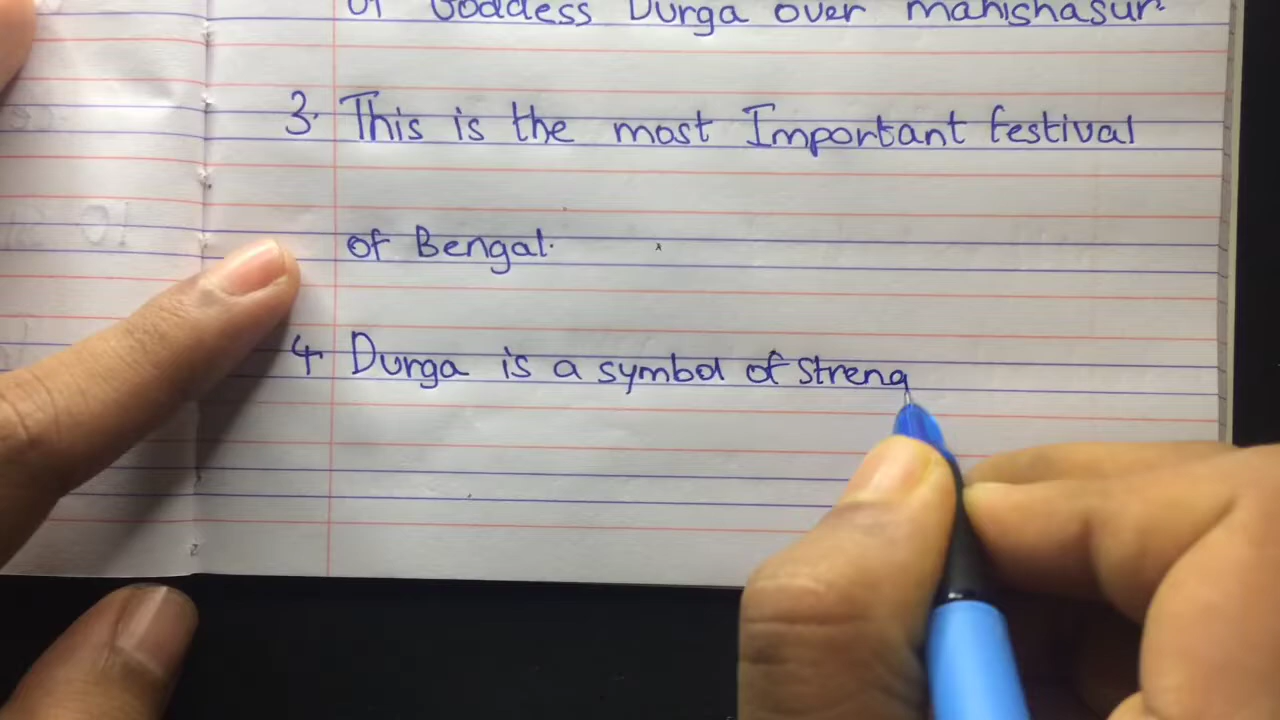 of Goddess Durga over mahishasur.
3. This is the most Important festival
of Bengal.
4. Durga is a symbol of streng